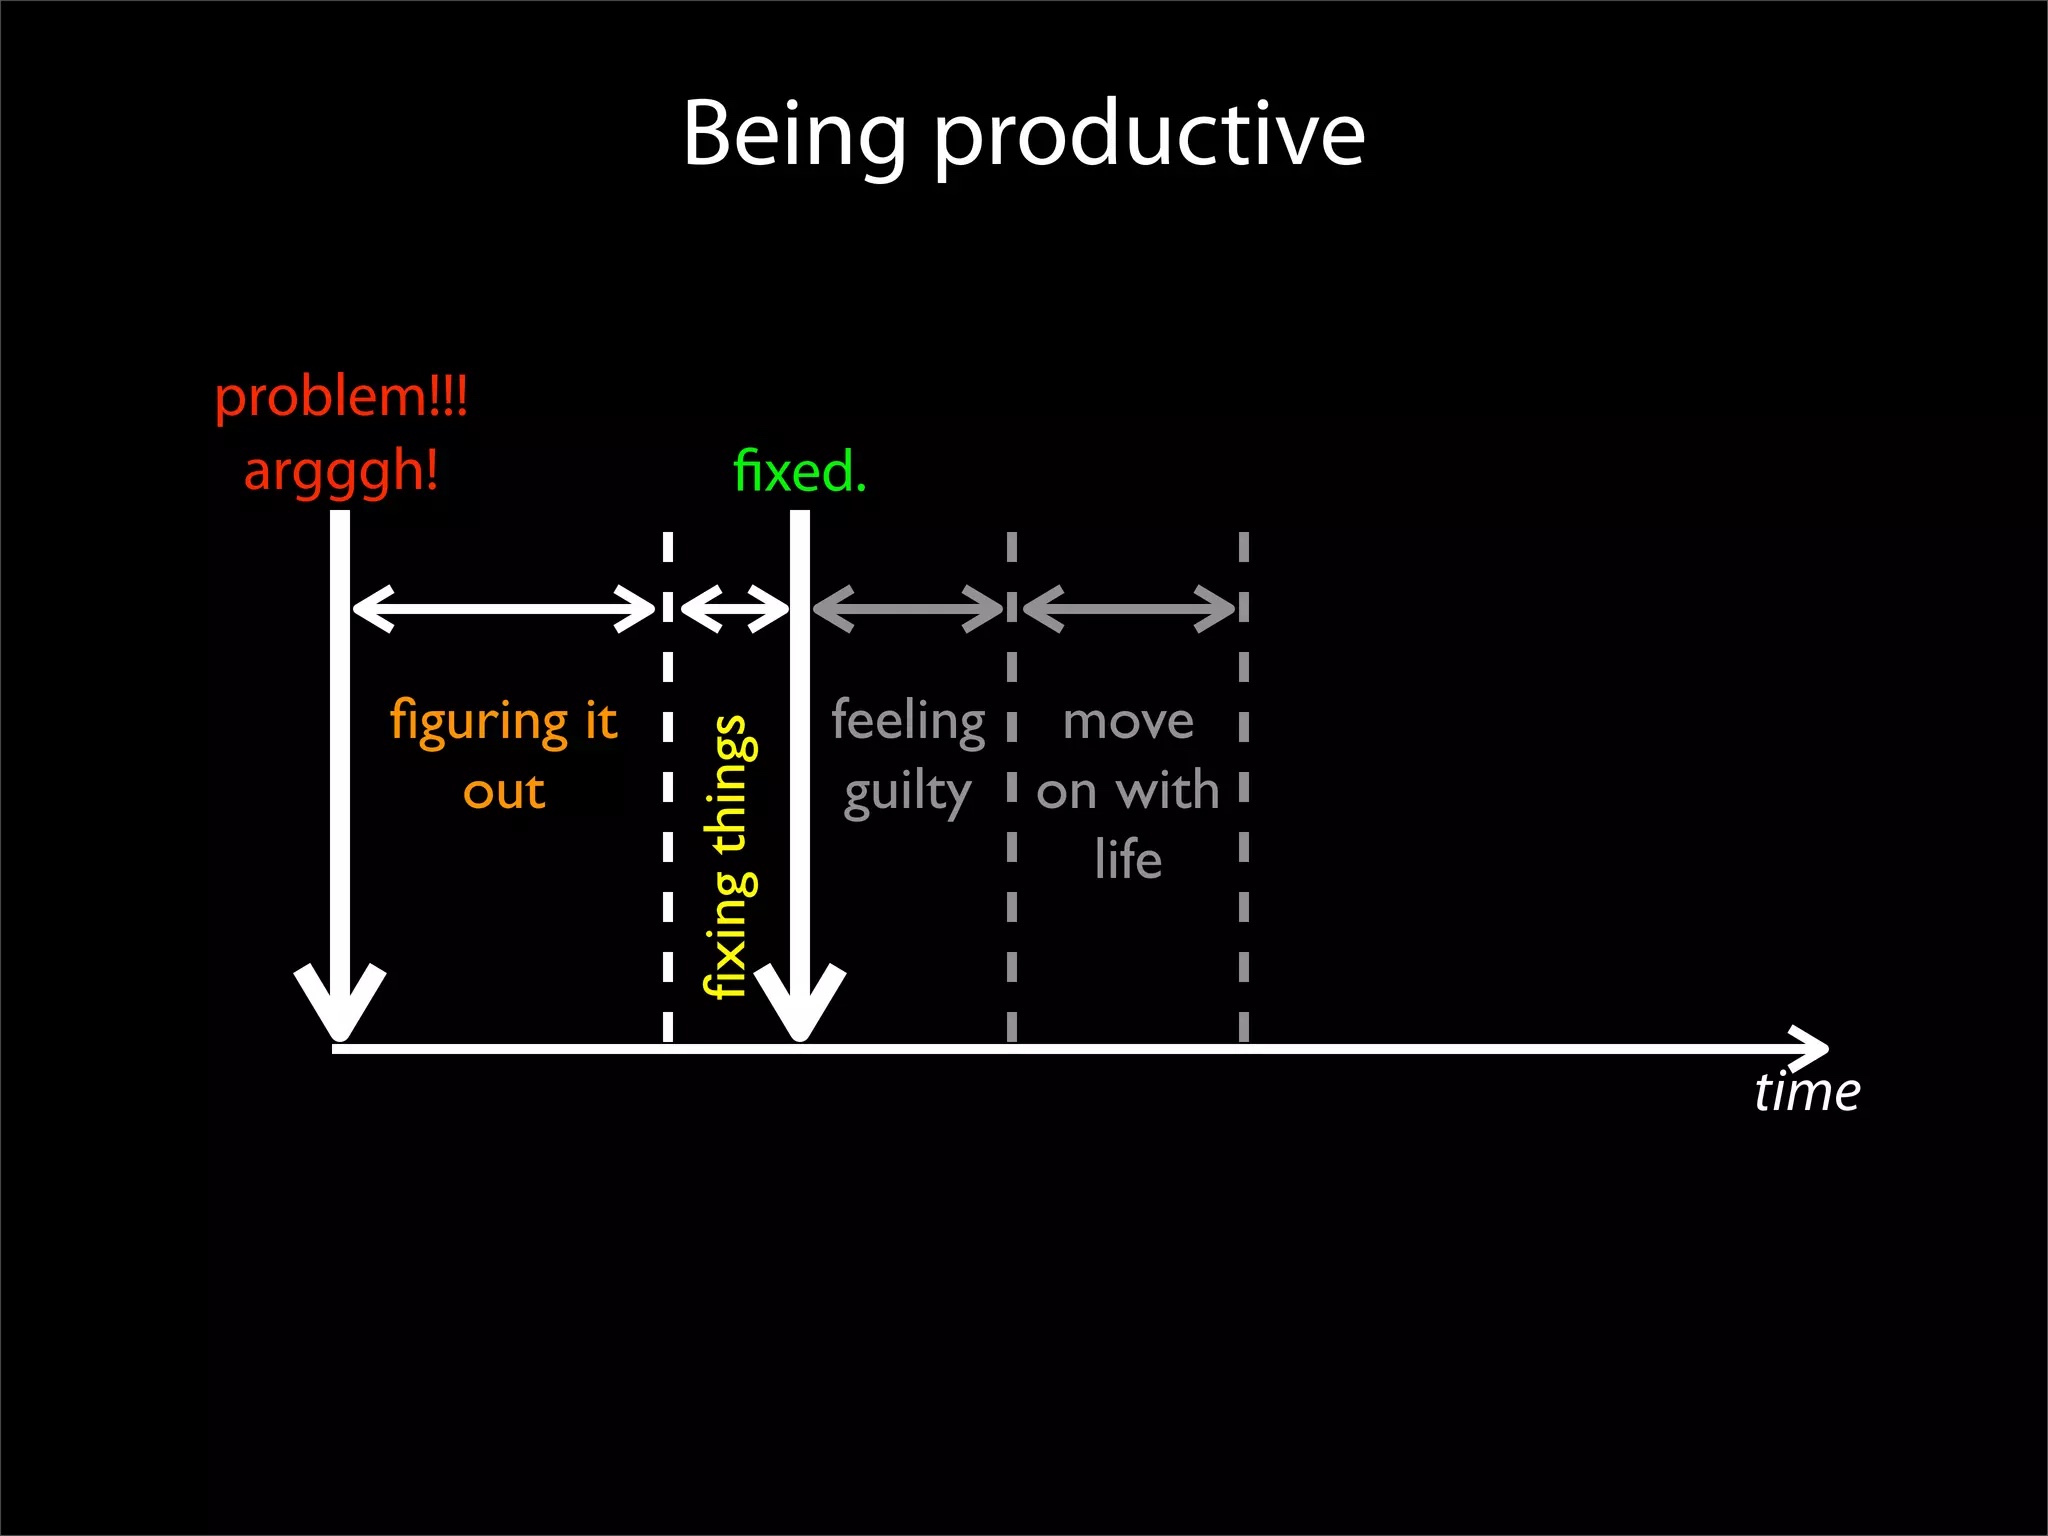 Being productive
problem!!!
argggh!
fixed.
figuring it
out
fixing things
feeling
guilty
move
on with
life
time